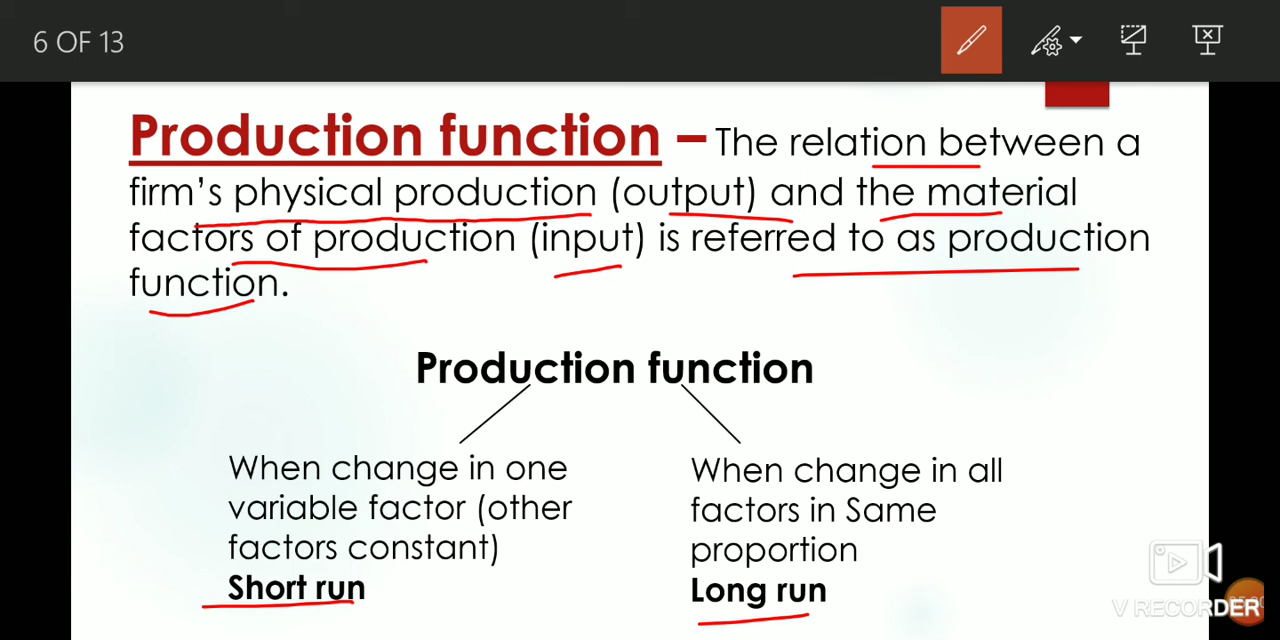 6 OF 13
Production function – The relation between a
firm's physical production (output) and the material
factors of production (input) is referred to as production
function.
Production function
When change in one
variable factor (other
factors constant)
Short run
When change in all
factors in Same
proportion
Long run
V RECORDER